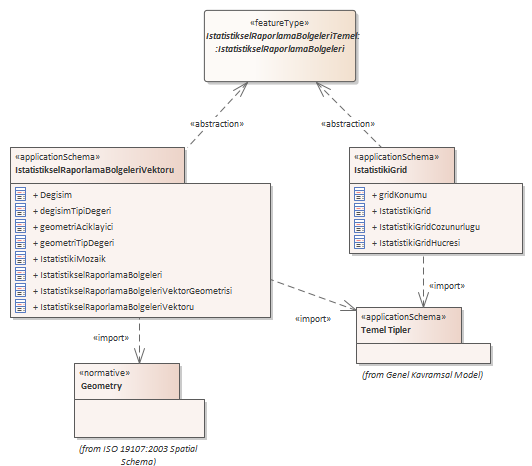 «featureType»
IstatistikselRaporlamaBolgeleriTemel:
:IstatistikselRaporlamaBolgeleri
«abstraction»
«abstraction»
«applicationSchema»
IstatistikselRaporlamaBolgeleriVektoru
+ Degisim
+ degisimTipiDegeri
+ geometriAciklayici
+ geometriTipDegeri
+ IstatistikiMozaik
+ IstatistikselRaporlamaBolgeleri
+ IstatistikselRaporlamaBolgeleriVektorGeometrisi
+ IstatistikselRaporlamaBolgeleriVektoru
«applicationSchema»
IstatistikiGrid
+ gridKonumu
+ IstatistikiGrid
+ IstatistikiGridCozunurlugu
+ IstatistikiGridHucresi
«import»
«import»
«import»
«applicationSchema»
Temel Tipler
(from Genel Kavramsal Model)
«normative»
Geometry
(from ISO 19107:2003 Spatial
Schema)